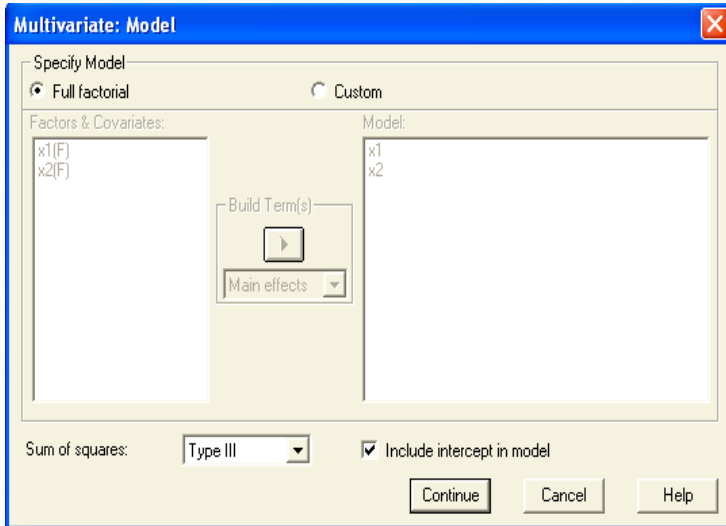 Multivariate: Model
Specify Model
Full factorial
Custom
Factors & Covariates:
x1(F)
x2(F)
Build Term(s)
Main effects
Model:
x1
x2
Sum of squares:
Type III
Include intercept in model
Continue
Cancel
Help